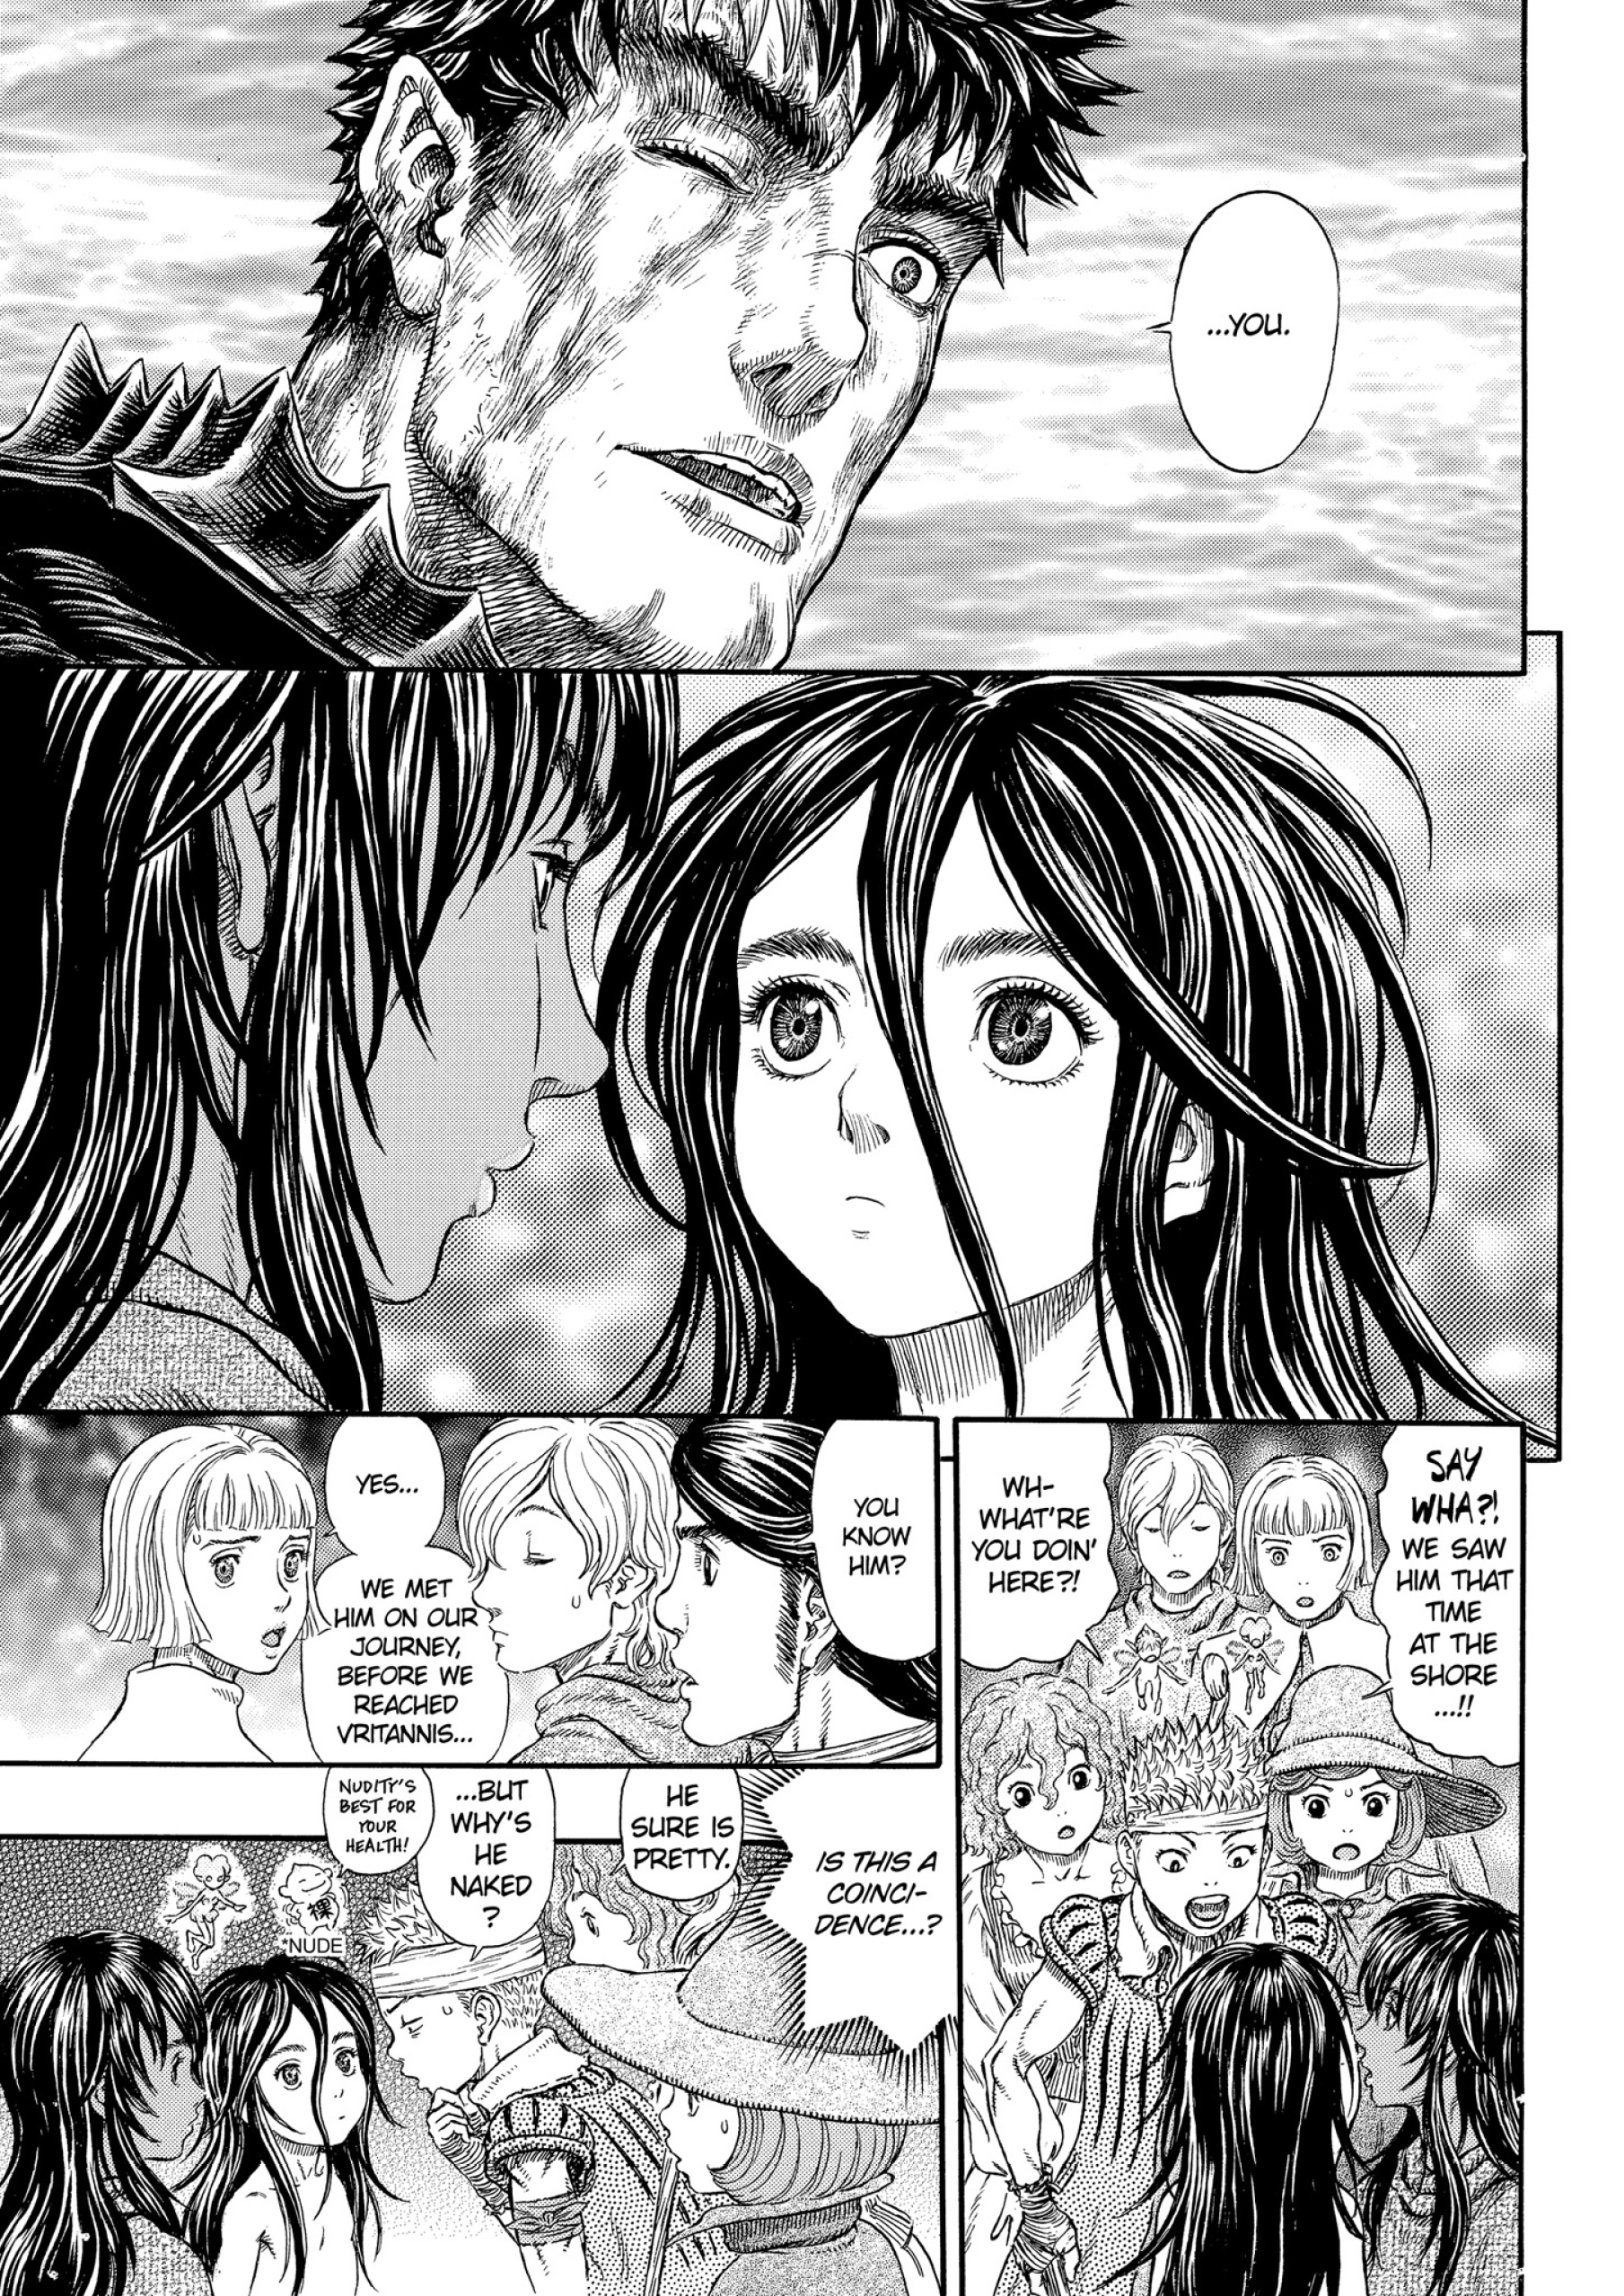 ...YOU.
SAY
WHA?!
WE SAW
HIM THAT
TIME
AT THE
SHORE
...!!
WH-
WHAT'RE
YOU DOIN'
HERE?!
YOU
KNOW
HIM?
YES...
WE MET
HIM ON OUR
JOURNEY,
BEFORE WE
REACHED
VRITANNIS...
IS THIS A
COINCI-
DENCE...?
HE
SURE IS
PRETTY.
...BUT
WHY'S
HE
NAKED
?
NUDITY'S
BEST FOR
YOUR
HEALTH!
裸
*NUDE